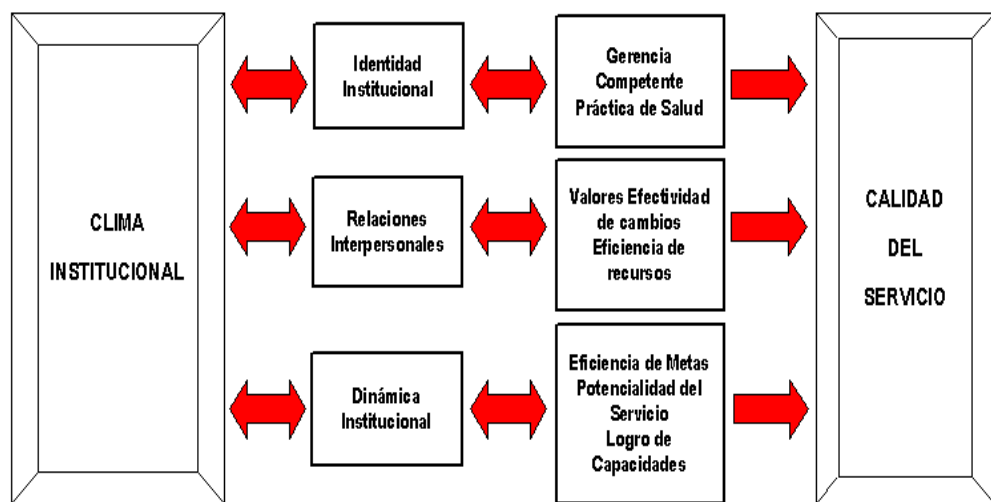 CLIMA
INSTITUCIONAL
Identidad
Institucional
Gerencia
Competente
Práctica de Salud
Relaciones
Interpersonales
Valores Efectividad
de cambios
Eficiencia de
recursos
Dinámica
Institucional
Eficiencia de Metas
Potencialidad del
Servicio
Logro de
Capacidades
CALIDAD
DEL
SERVICIO